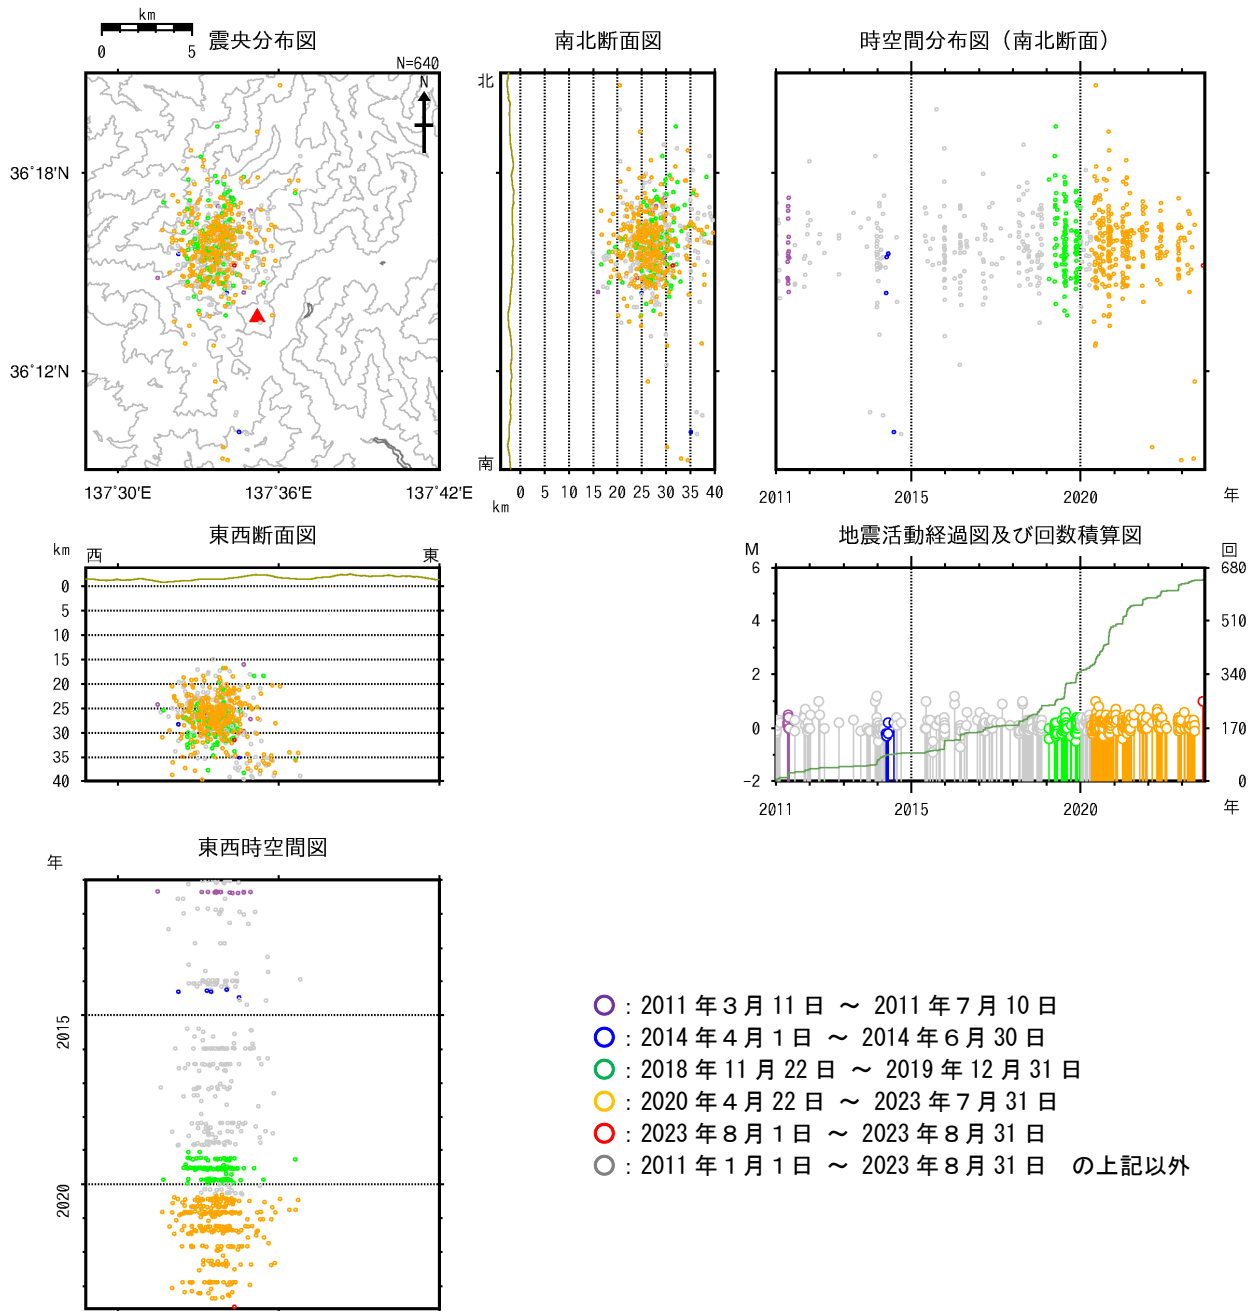 km
0 5
震央分布図
N=640
N
36°18'N
36°12'N
137°30'E 137°36'E 137°42'E
南北断面図
北
南
0 5 10 15 20 25 30 35 40
km
時空間分布図（南北断面）
2011 2015 2020 年
東西断面図
km 西 東
0
5
10
15
20
25
30
35
40
地震活動経過図及び回数積算図
M 回
6 680
4 510
2 340
0 170
-2 0
2011 2015 2020 年
東西時空間図
年
2015
2020
：2011 年３月 11 日 ～ 2011 年７月 10 日
：2014 年４月１日 ～ 2014 年６月 30 日
：2018 年 11 月 22 日 ～ 2019 年 12 月 31 日
：2020 年４月 22 日 ～ 2023 年７月 31 日
：2023 年８月１日 ～ 2023 年８月 31 日
：2011 年１月１日 ～ 2023 年８月 31 日 の上記以外